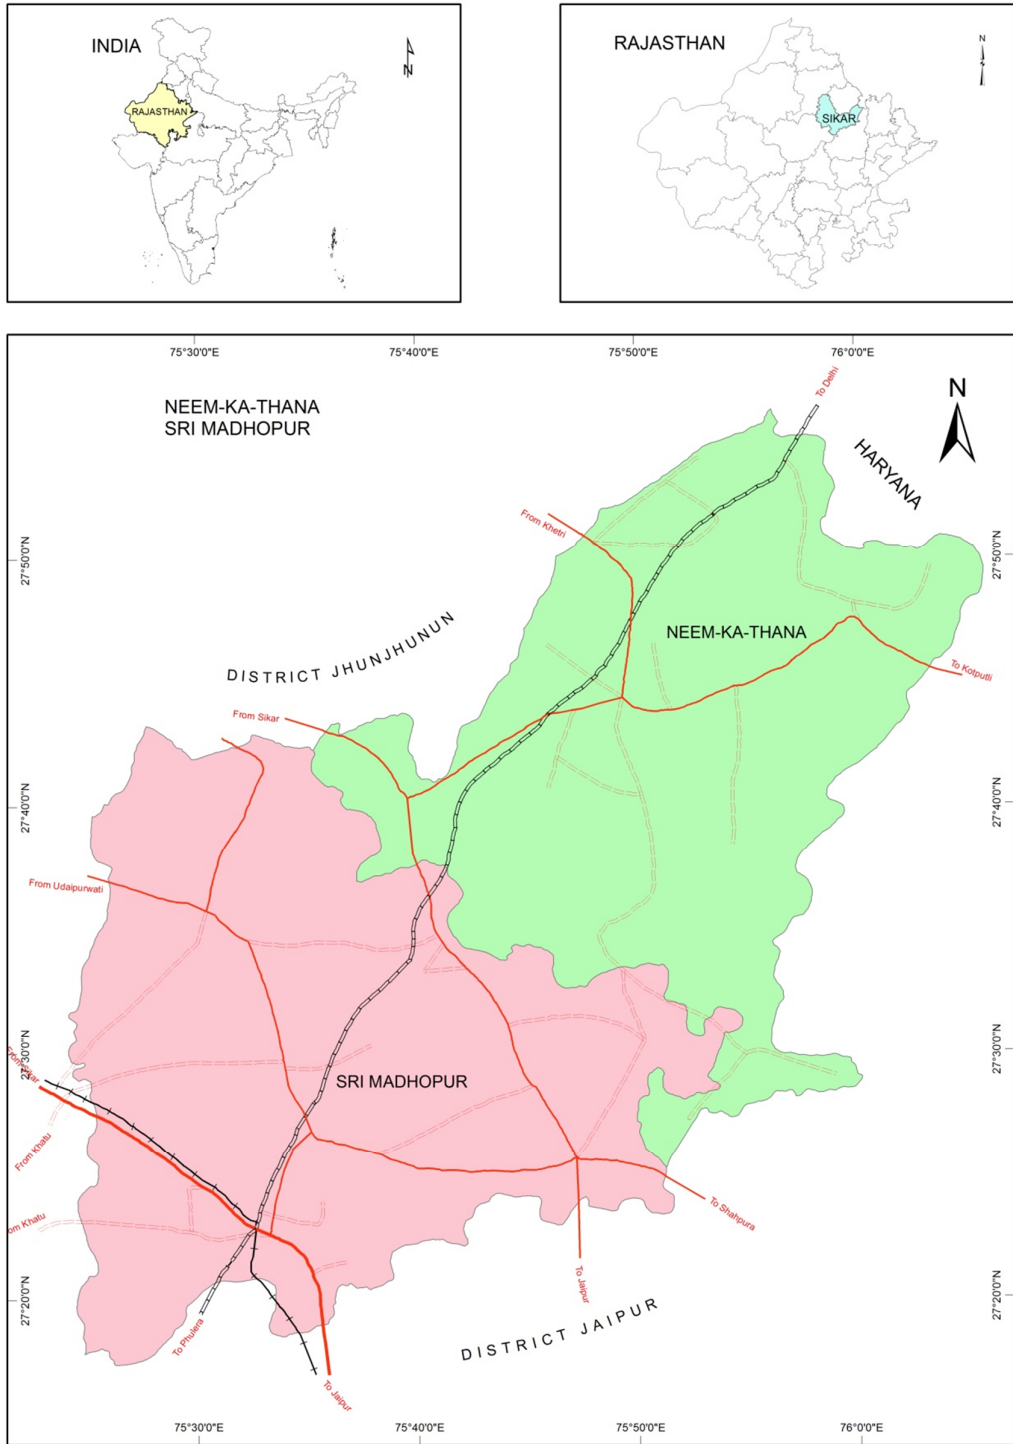 INDIA
N
RAJASTHAN
RAJASTHAN
N
SIKAR
75°30'0"E
75°40'0"E
75°50'0"E
76°0'0"E
NEEM-KA-THANA
SRI MADHOPUR
To Delhi
N
HARYANA
From Khetri
27°50'0"N
27°50'0"N
NEEM-KA-THANA
DISTRICT JHUNJHUNUN
To Kotputli
From Sikar
27°40'0"N
27°40'0"N
From Udaipurwati
27°30'0"N
27°30'0"N
From Sikar
SRI MADHOPUR
From Khatu
To Shahpura
om Khatu
To Jaipur
27°20'0"N
27°20'0"N
To Phulera
DISTRICT JAIPUR
To Jaipur
75°30'0"E
75°40'0"E
75°50'0"E
76°0'0"E